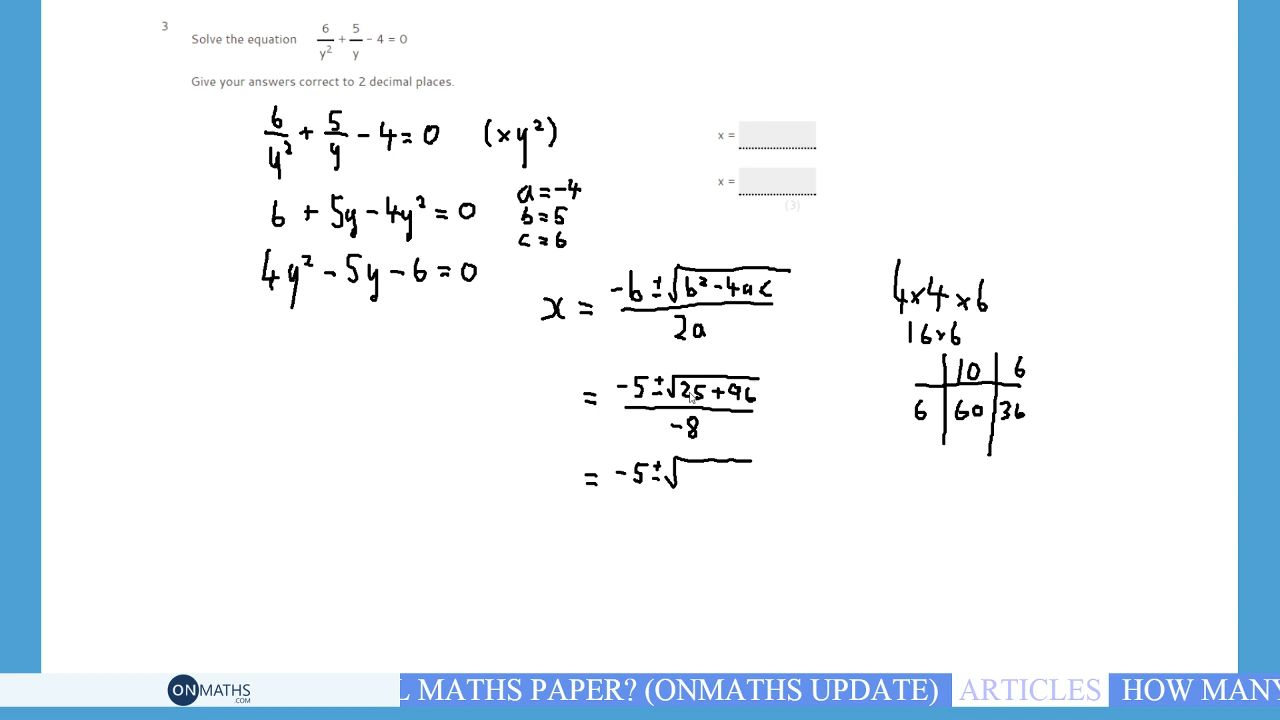 3
Solve the equation 6/y² + 5/y - 4 = 0
Give your answers correct to 2 decimal places.
6/y² + 5/y - 4 = 0 (×y²)
x =
x =
(3)
a = -4
6 + 5y - 4y² = 0
b = 5
c = 6
4y² - 5y - 6 = 0
x = (-b ± √(b² - 4ac))/2a
4×4×6
16×6
10 6
= (-5 ± √(25 + 96))/-8
6 60 36
= -5 ± √
ONMATHS.COM
L MATHS PAPER? (ONMATHS UPDATE) ARTICLES HOW MANY